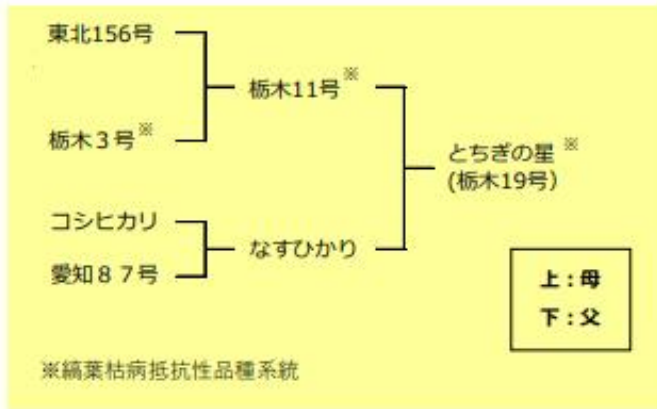 東北156号
栃木11号※
栃木３号※
とちぎの星※
(栃木19号）
コシヒカリ
なすひかり
愛知８７号
上：母
下：父
※縞葉枯病抵抗性品種系統